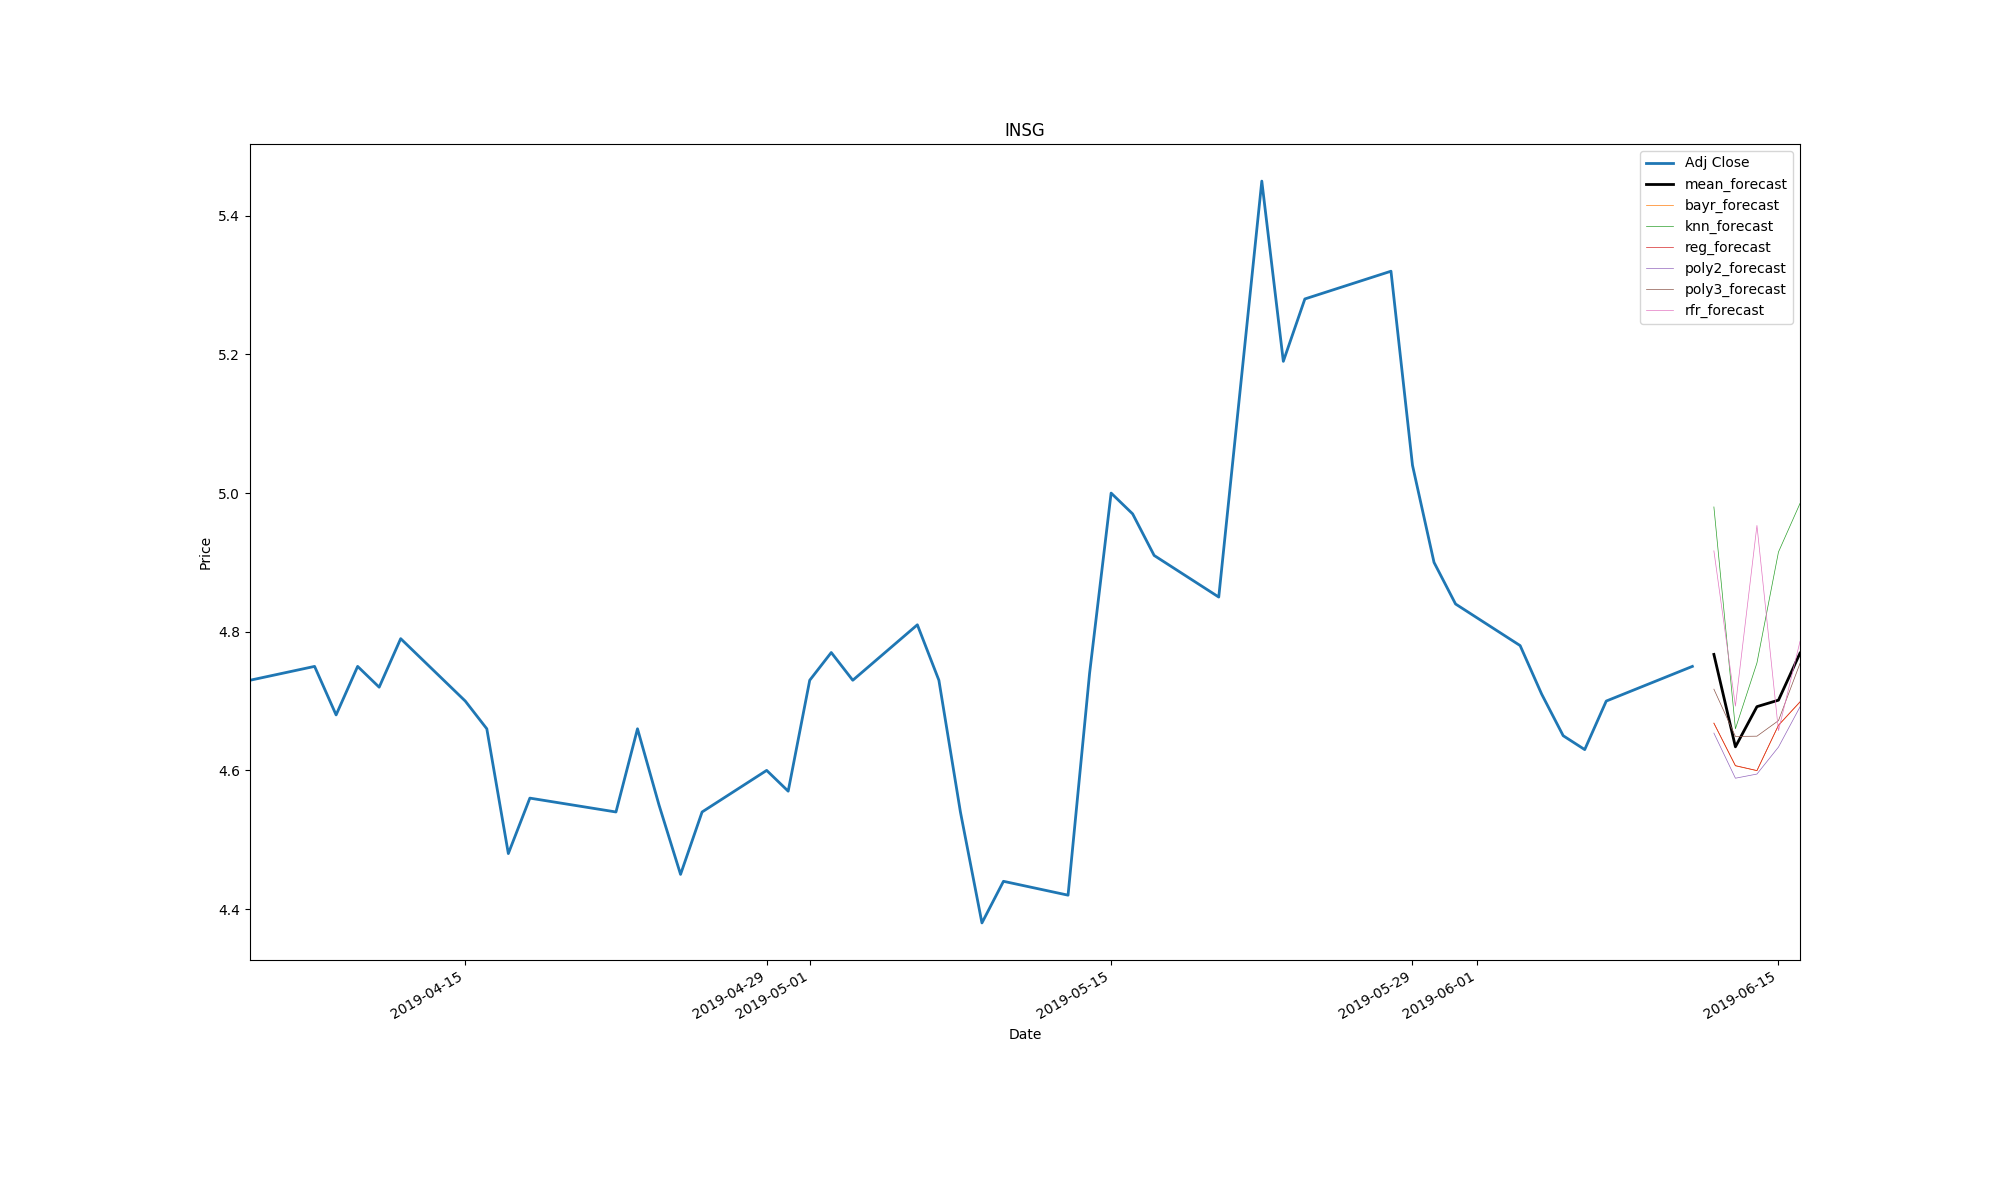 INSG
Adj Close
mean_forecast
bayr_forecast
knn_forecast
reg_forecast
poly2_forecast
poly3_forecast
rfr_forecast
5.4
5.2
5.0
4.8
4.6
4.4
Price
2019-04-15
2019-04-29
2019-05-01
2019-05-15
2019-05-29
2019-06-01
2019-06-15
Date